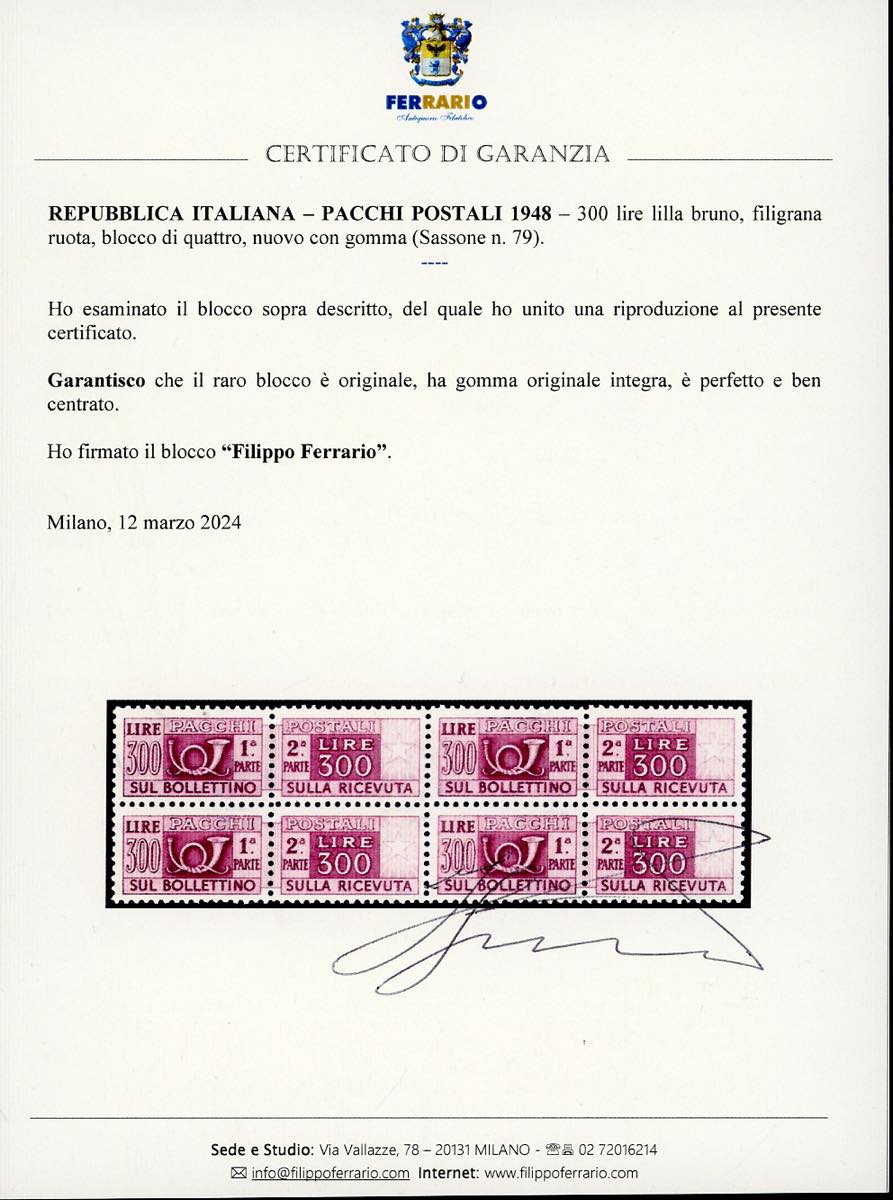 FERRARIO
Antiquario Filatelico
CERTIFICATO DI GARANZIA
REPUBBLICA ITALIANA – PACCHI POSTALI 1948 – 300 lire lilla bruno, filigrana
ruota, blocco di quattro, nuovo con gomma (Sassone n. 79).
----
Ho esaminato il blocco sopra descritto, del quale ho unito una riproduzione al presente
certificato.
Garantisco che il raro blocco è originale, ha gomma originale integra, è perfetto e ben
centrato.
Ho firmato il blocco “Filippo Ferrario”.
Milano, 12 marzo 2024
LIRE PACCHI POSTALI LIRE PACCHI POSTALI
300 1ª PARTE 2ª PARTE LIRE 300 300 1ª PARTE 2ª PARTE LIRE 300
SUL BOLLETTINO SULLA RICEVUTA SUL BOLLETTINO SULLA RICEVUTA
LIRE PACCHI POSTALI LIRE PACCHI POSTALI
300 1ª PARTE 2ª PARTE LIRE 300 300 1ª PARTE 2ª PARTE LIRE 300
SUL BOLLETTINO SULLA RICEVUTA SUL BOLLETTINO SULLA RICEVUTA
Sede e Studio: Via Vallazze, 78 – 20131 MILANO - 02 72016214
info@filippoferrario.com Internet: www.filippoferrario.com